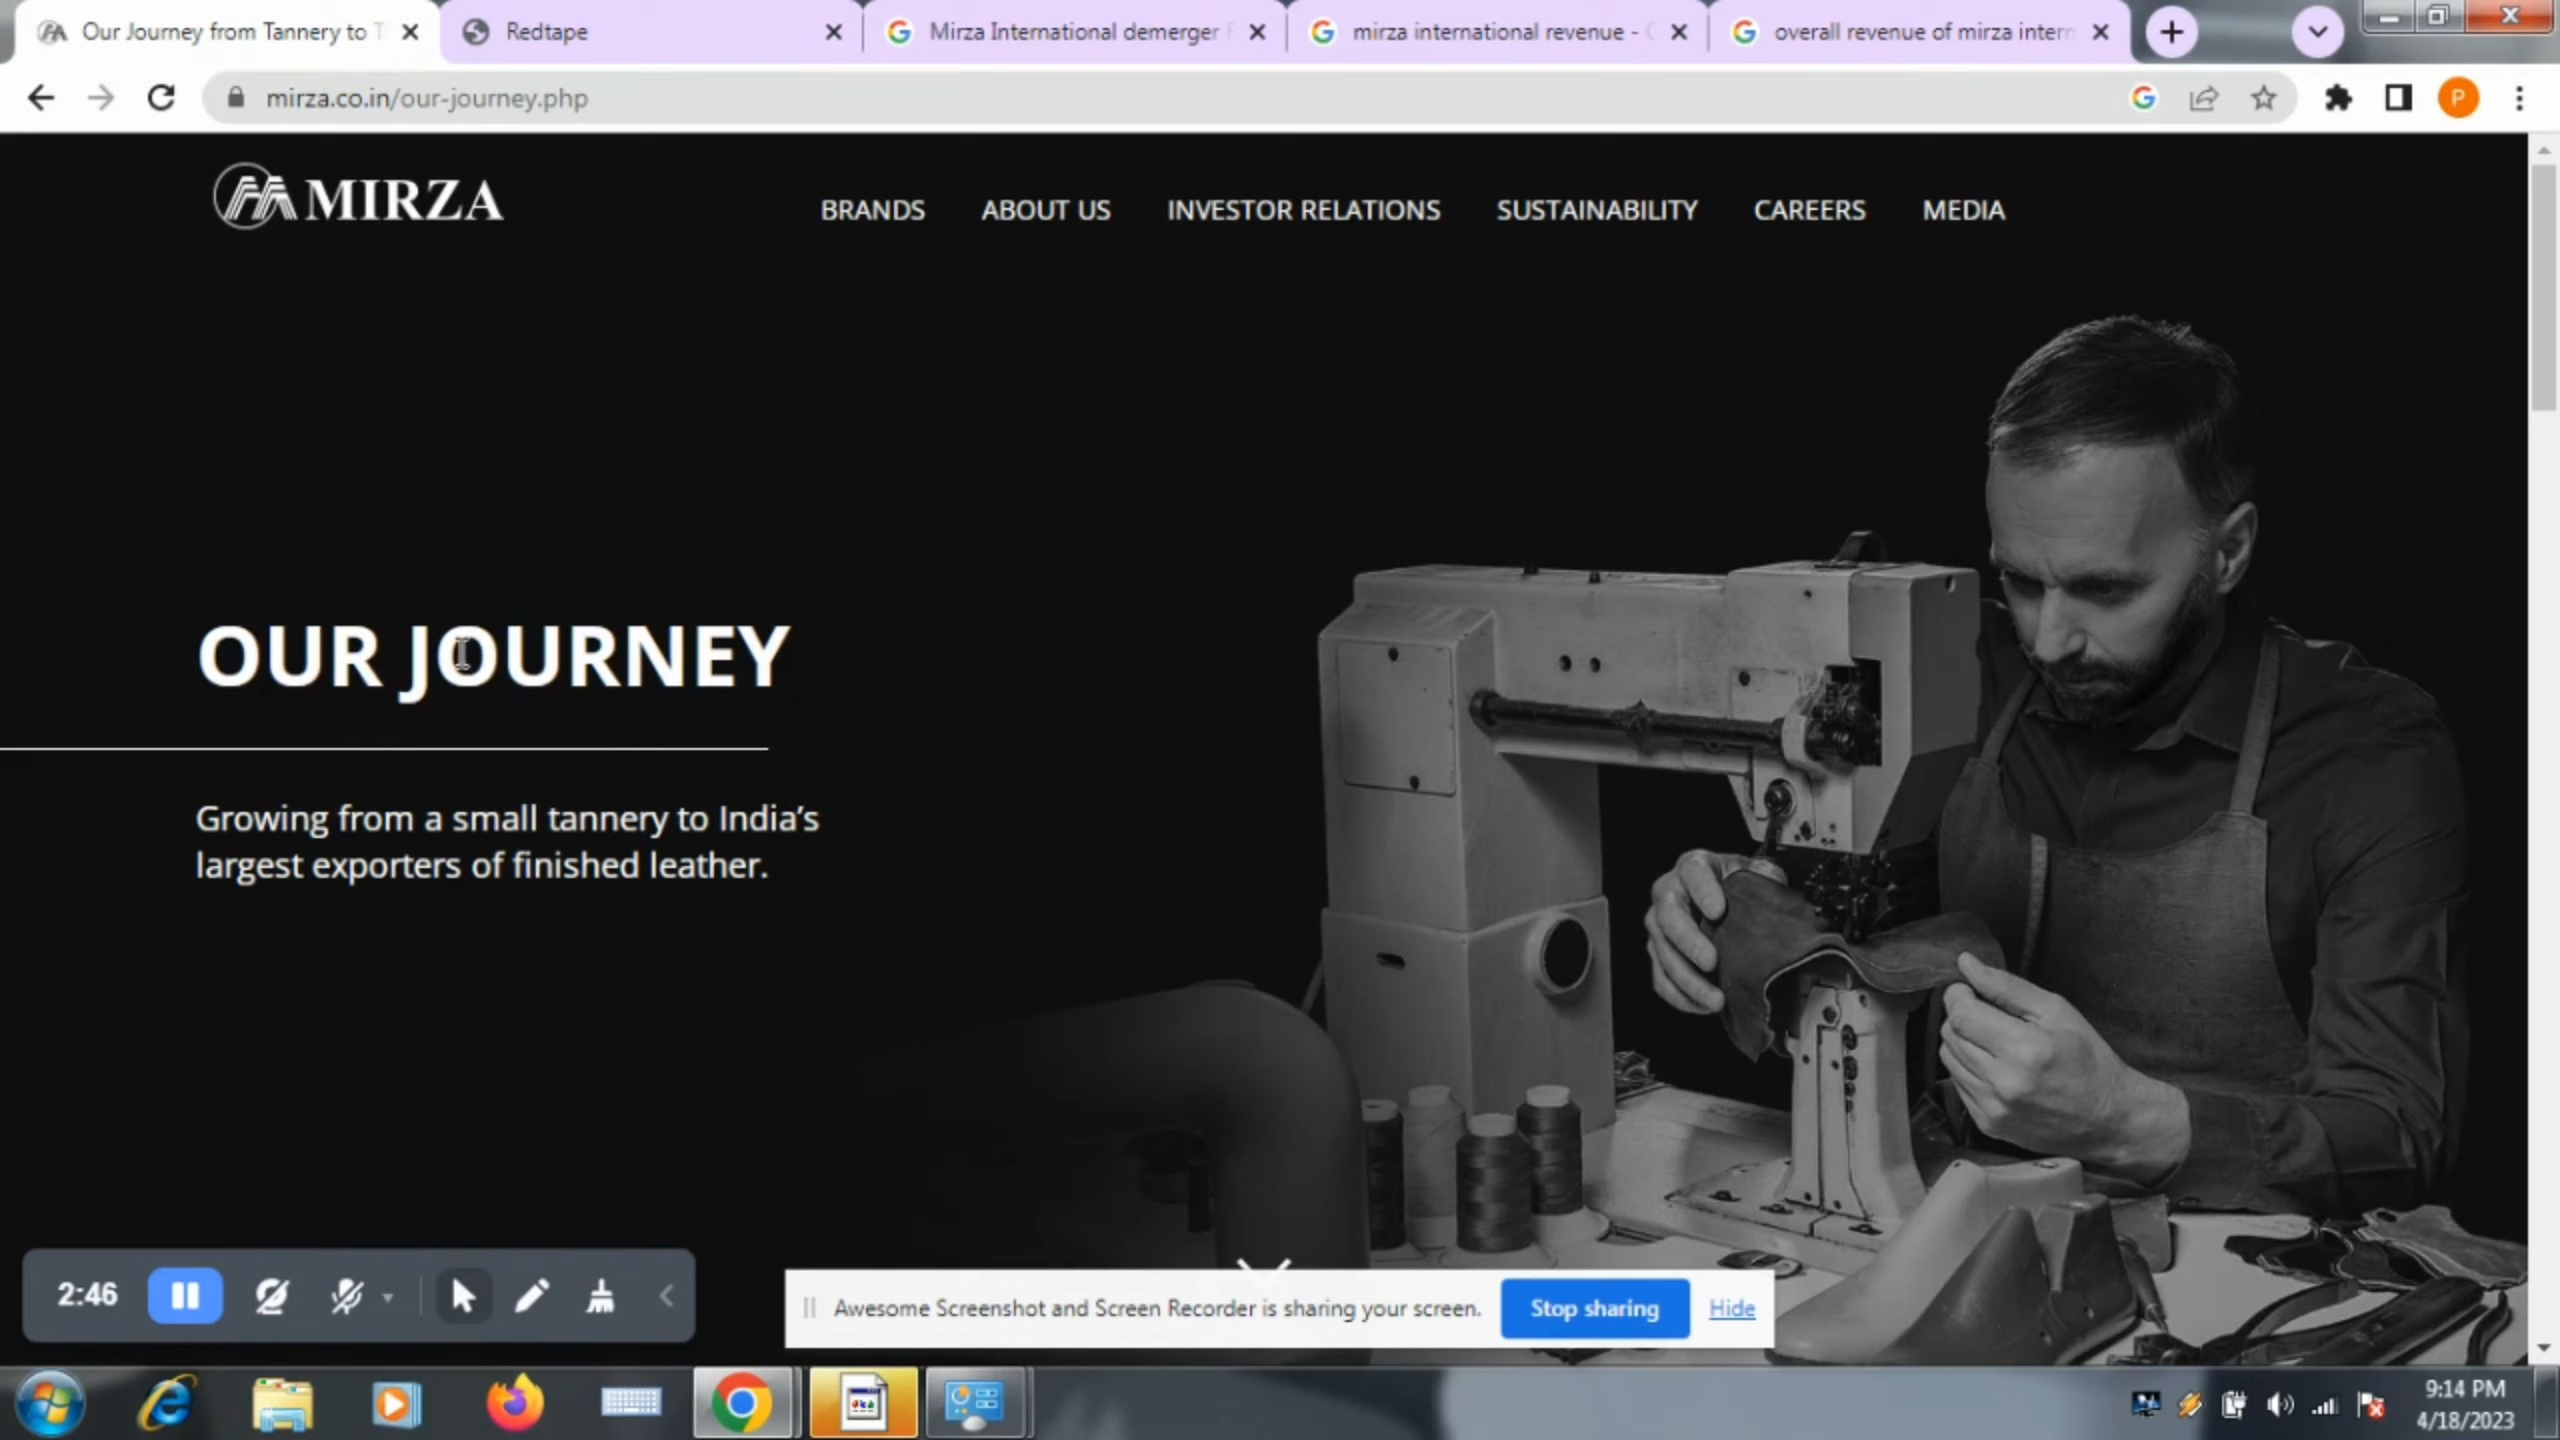 Our Journey from Tannery to T
Redtape
Mirza International demerger
mirza international revenue -
overall revenue of mirza intern
mirza.co.in/our-journey.php
P
MIRZA
BRANDS
ABOUT US
INVESTOR RELATIONS
SUSTAINABILITY
CAREERS
MEDIA
OUR JOURNEY
Growing from a small tannery to India's
largest exporters of finished leather.
2:46
Awesome Screenshot and Screen Recorder is sharing your screen.
Stop sharing
Hide
9:14 PM
4/18/2023